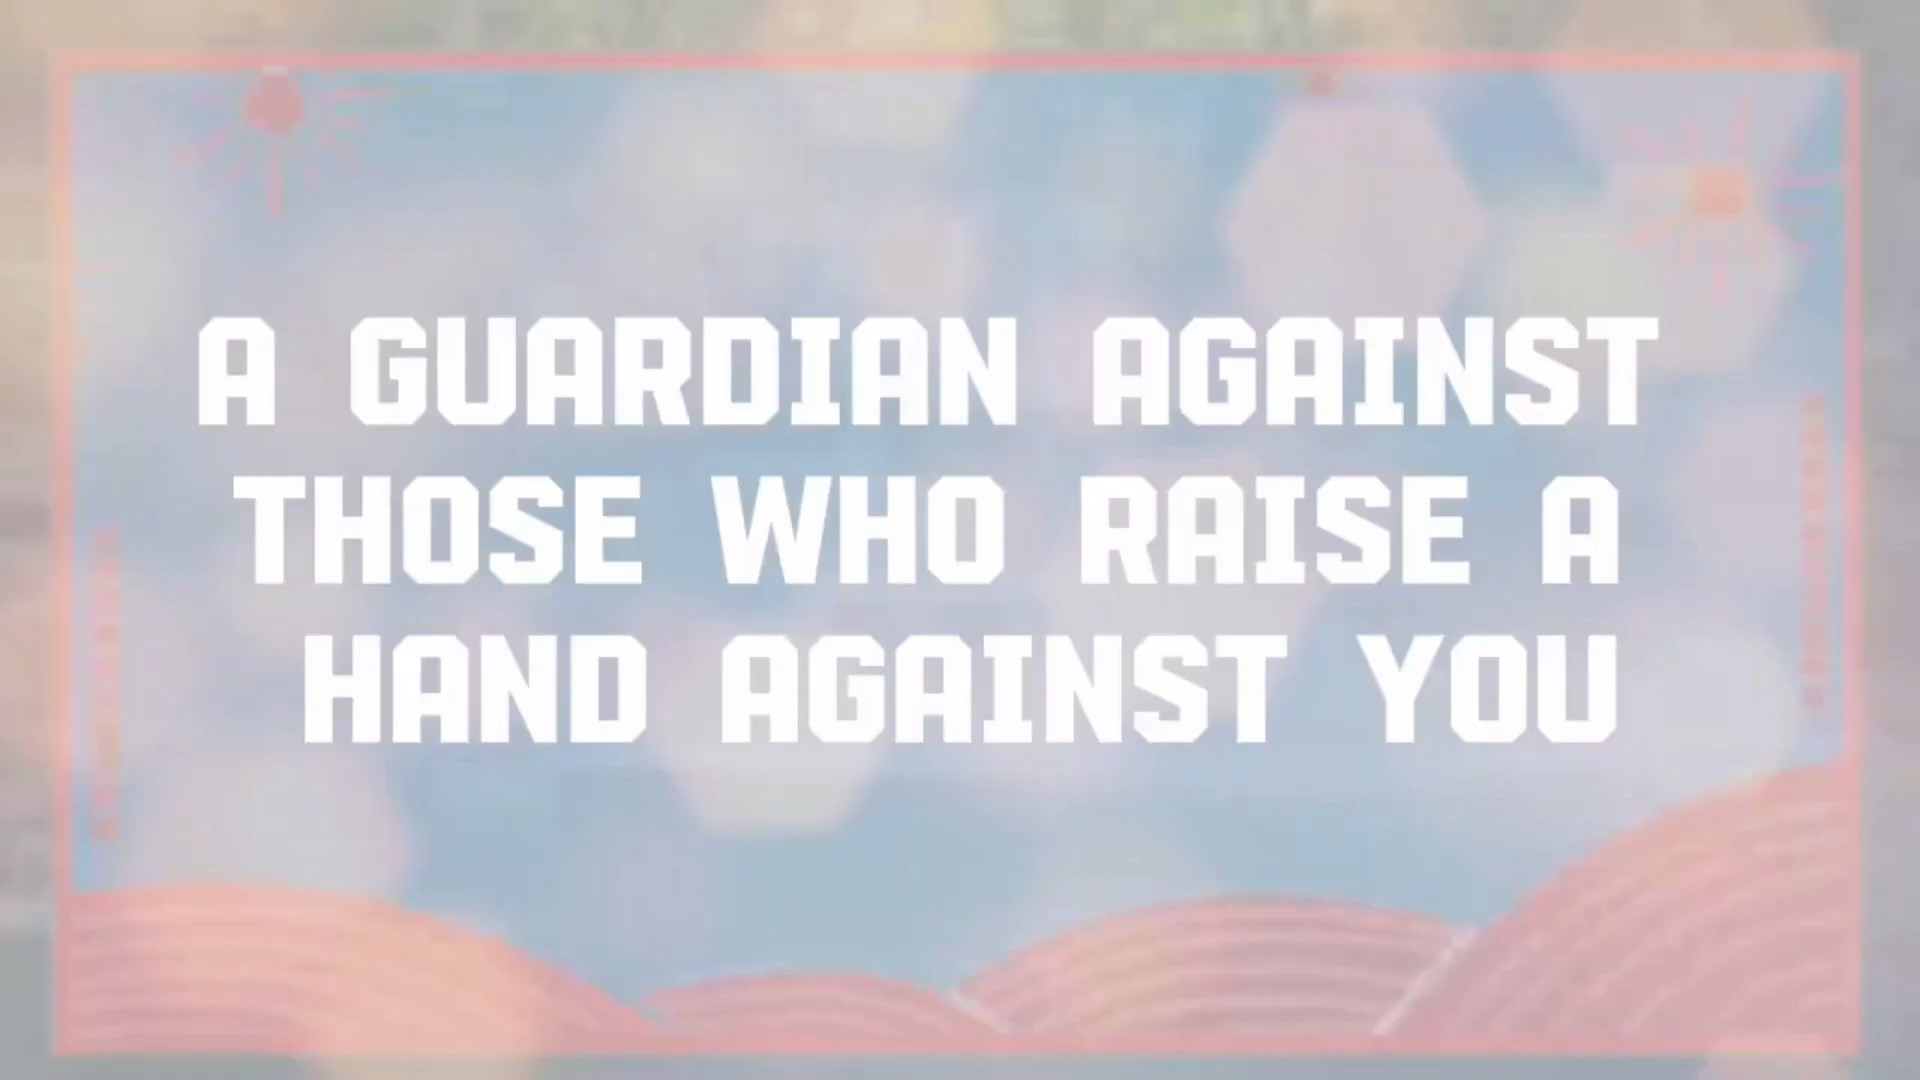 A GUARDIAN AGAINST
THOSE WHO RAISE A
HAND AGAINST YOU